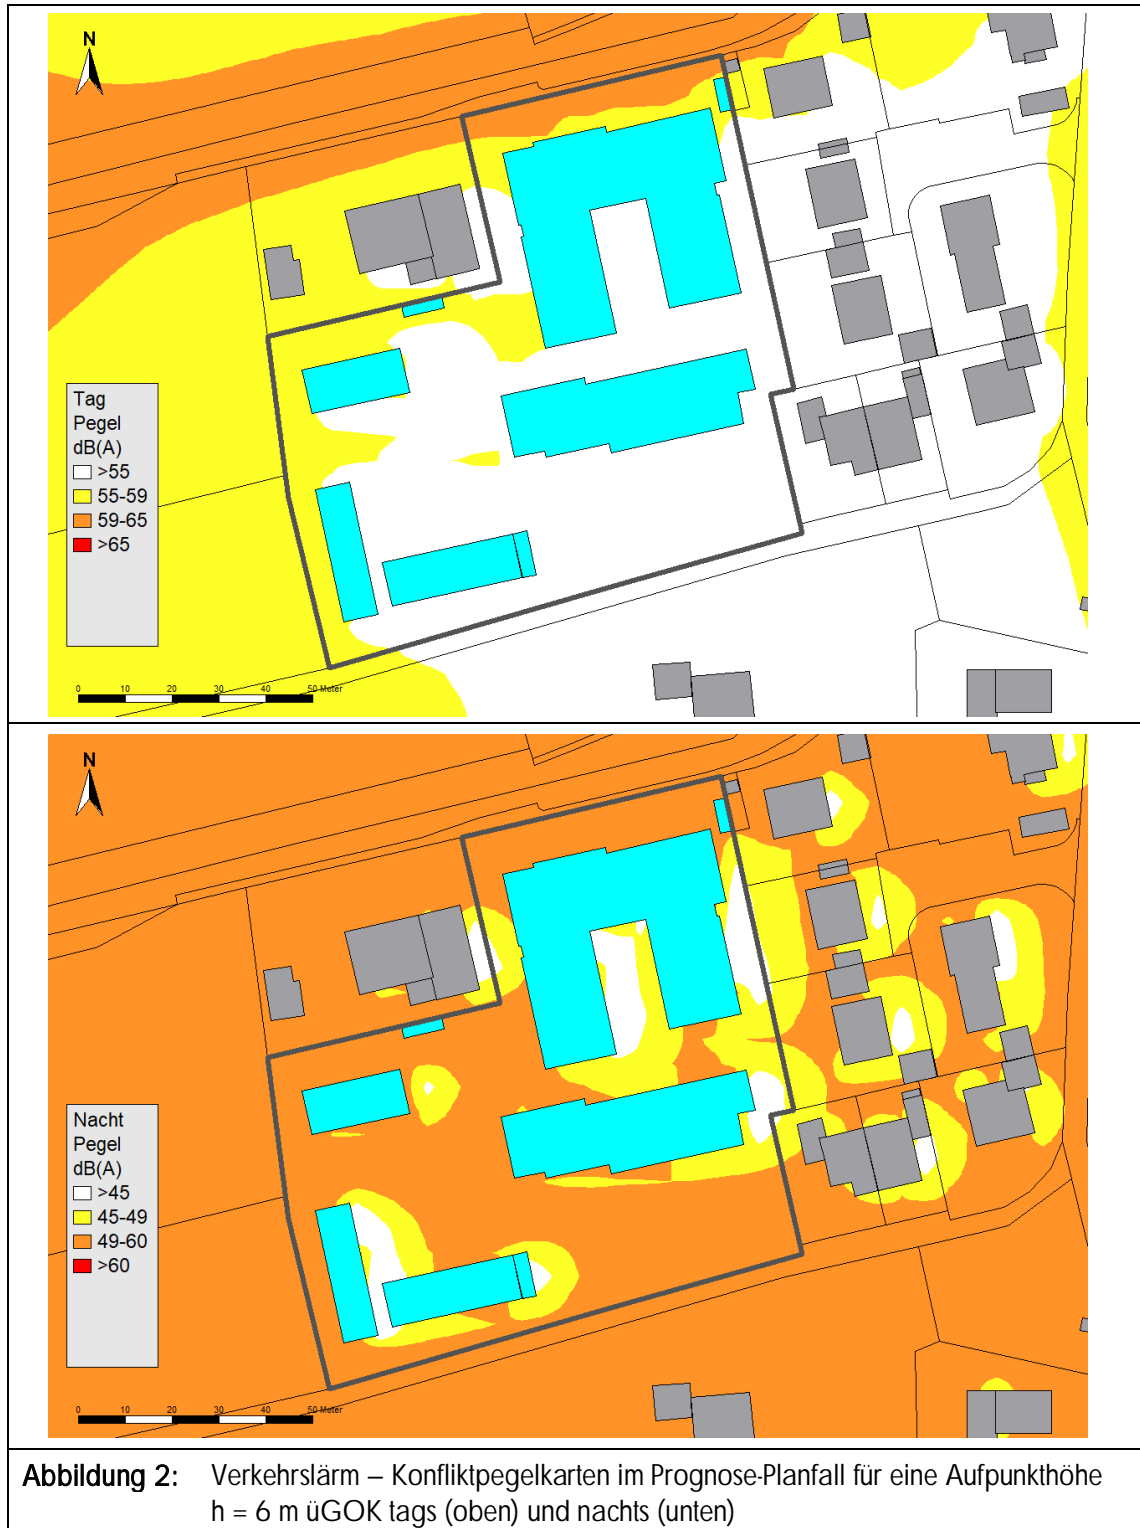 N
Tag
Pegel
dB(A)
>55
55-59
59-65
>65
0 10 20 30 40 50 Meter
N
Nacht
Pegel
dB(A)
>45
45-49
49-60
>60
0 10 20 30 40 50 Meter
Abbildung 2: Verkehrslärm – Konfliktpegelkarten im Prognose-Planfall für eine Aufpunkthöhe
h = 6 m üGOK tags (oben) und nachts (unten)